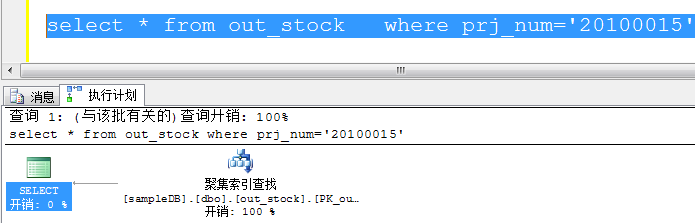 select * from out_stock   where prj_num='20100015'
消息 执行计划
查询 1: (与该批有关的)查询开销: 100%
select * from out_stock where prj_num='20100015'
SELECT
开销: 0 %
聚集索引查找
[sampleDB].[dbo].[out_stock].[PK_ou…
开销: 100 %